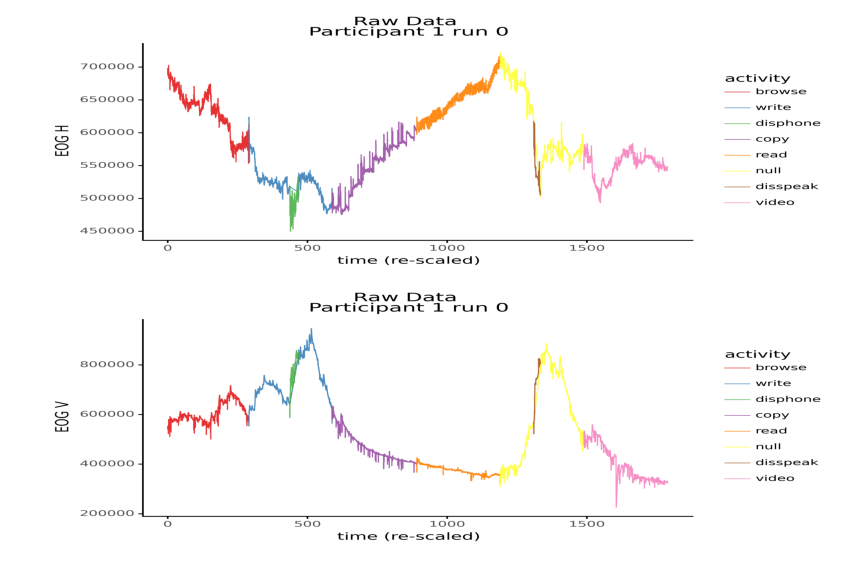 Raw Data
Participant 1 run 0
EOG H
700000
650000
600000
550000
500000
450000
0 500 1000 1500
time (re-scaled)
activity
browse
write
disphone
copy
read
null
disspeak
video
Raw Data
Participant 1 run 0
EOG V
800000
600000
400000
200000
0 500 1000 1500
time (re-scaled)
activity
browse
write
disphone
copy
read
null
disspeak
video